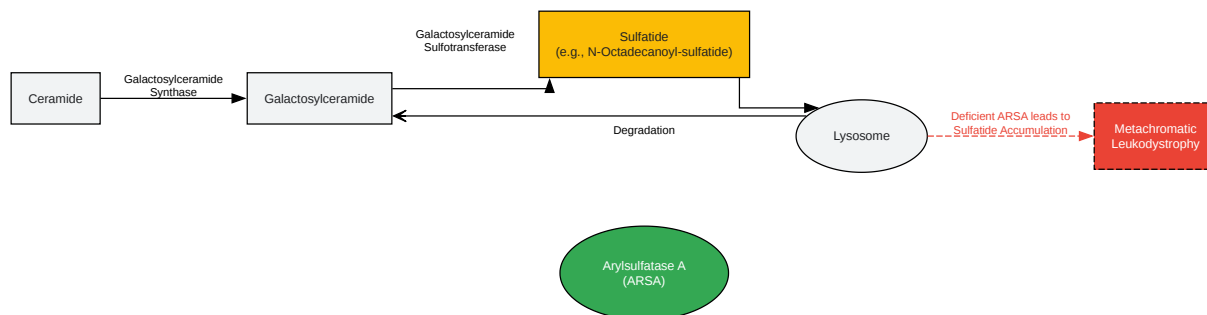 Ceramide
Galactosylceramide
Synthase
Galactosylceramide
Galactosylceramide
Sulfotransferase
Sulfatide
(e.g., N-Octadecanoyl-sulfatide)
Degradation
Lysosome
Deficient ARSA leads to
Sulfatide Accumulation
Metachromatic
Leukodystrophy
Arylsulfatase A
(ARSA)